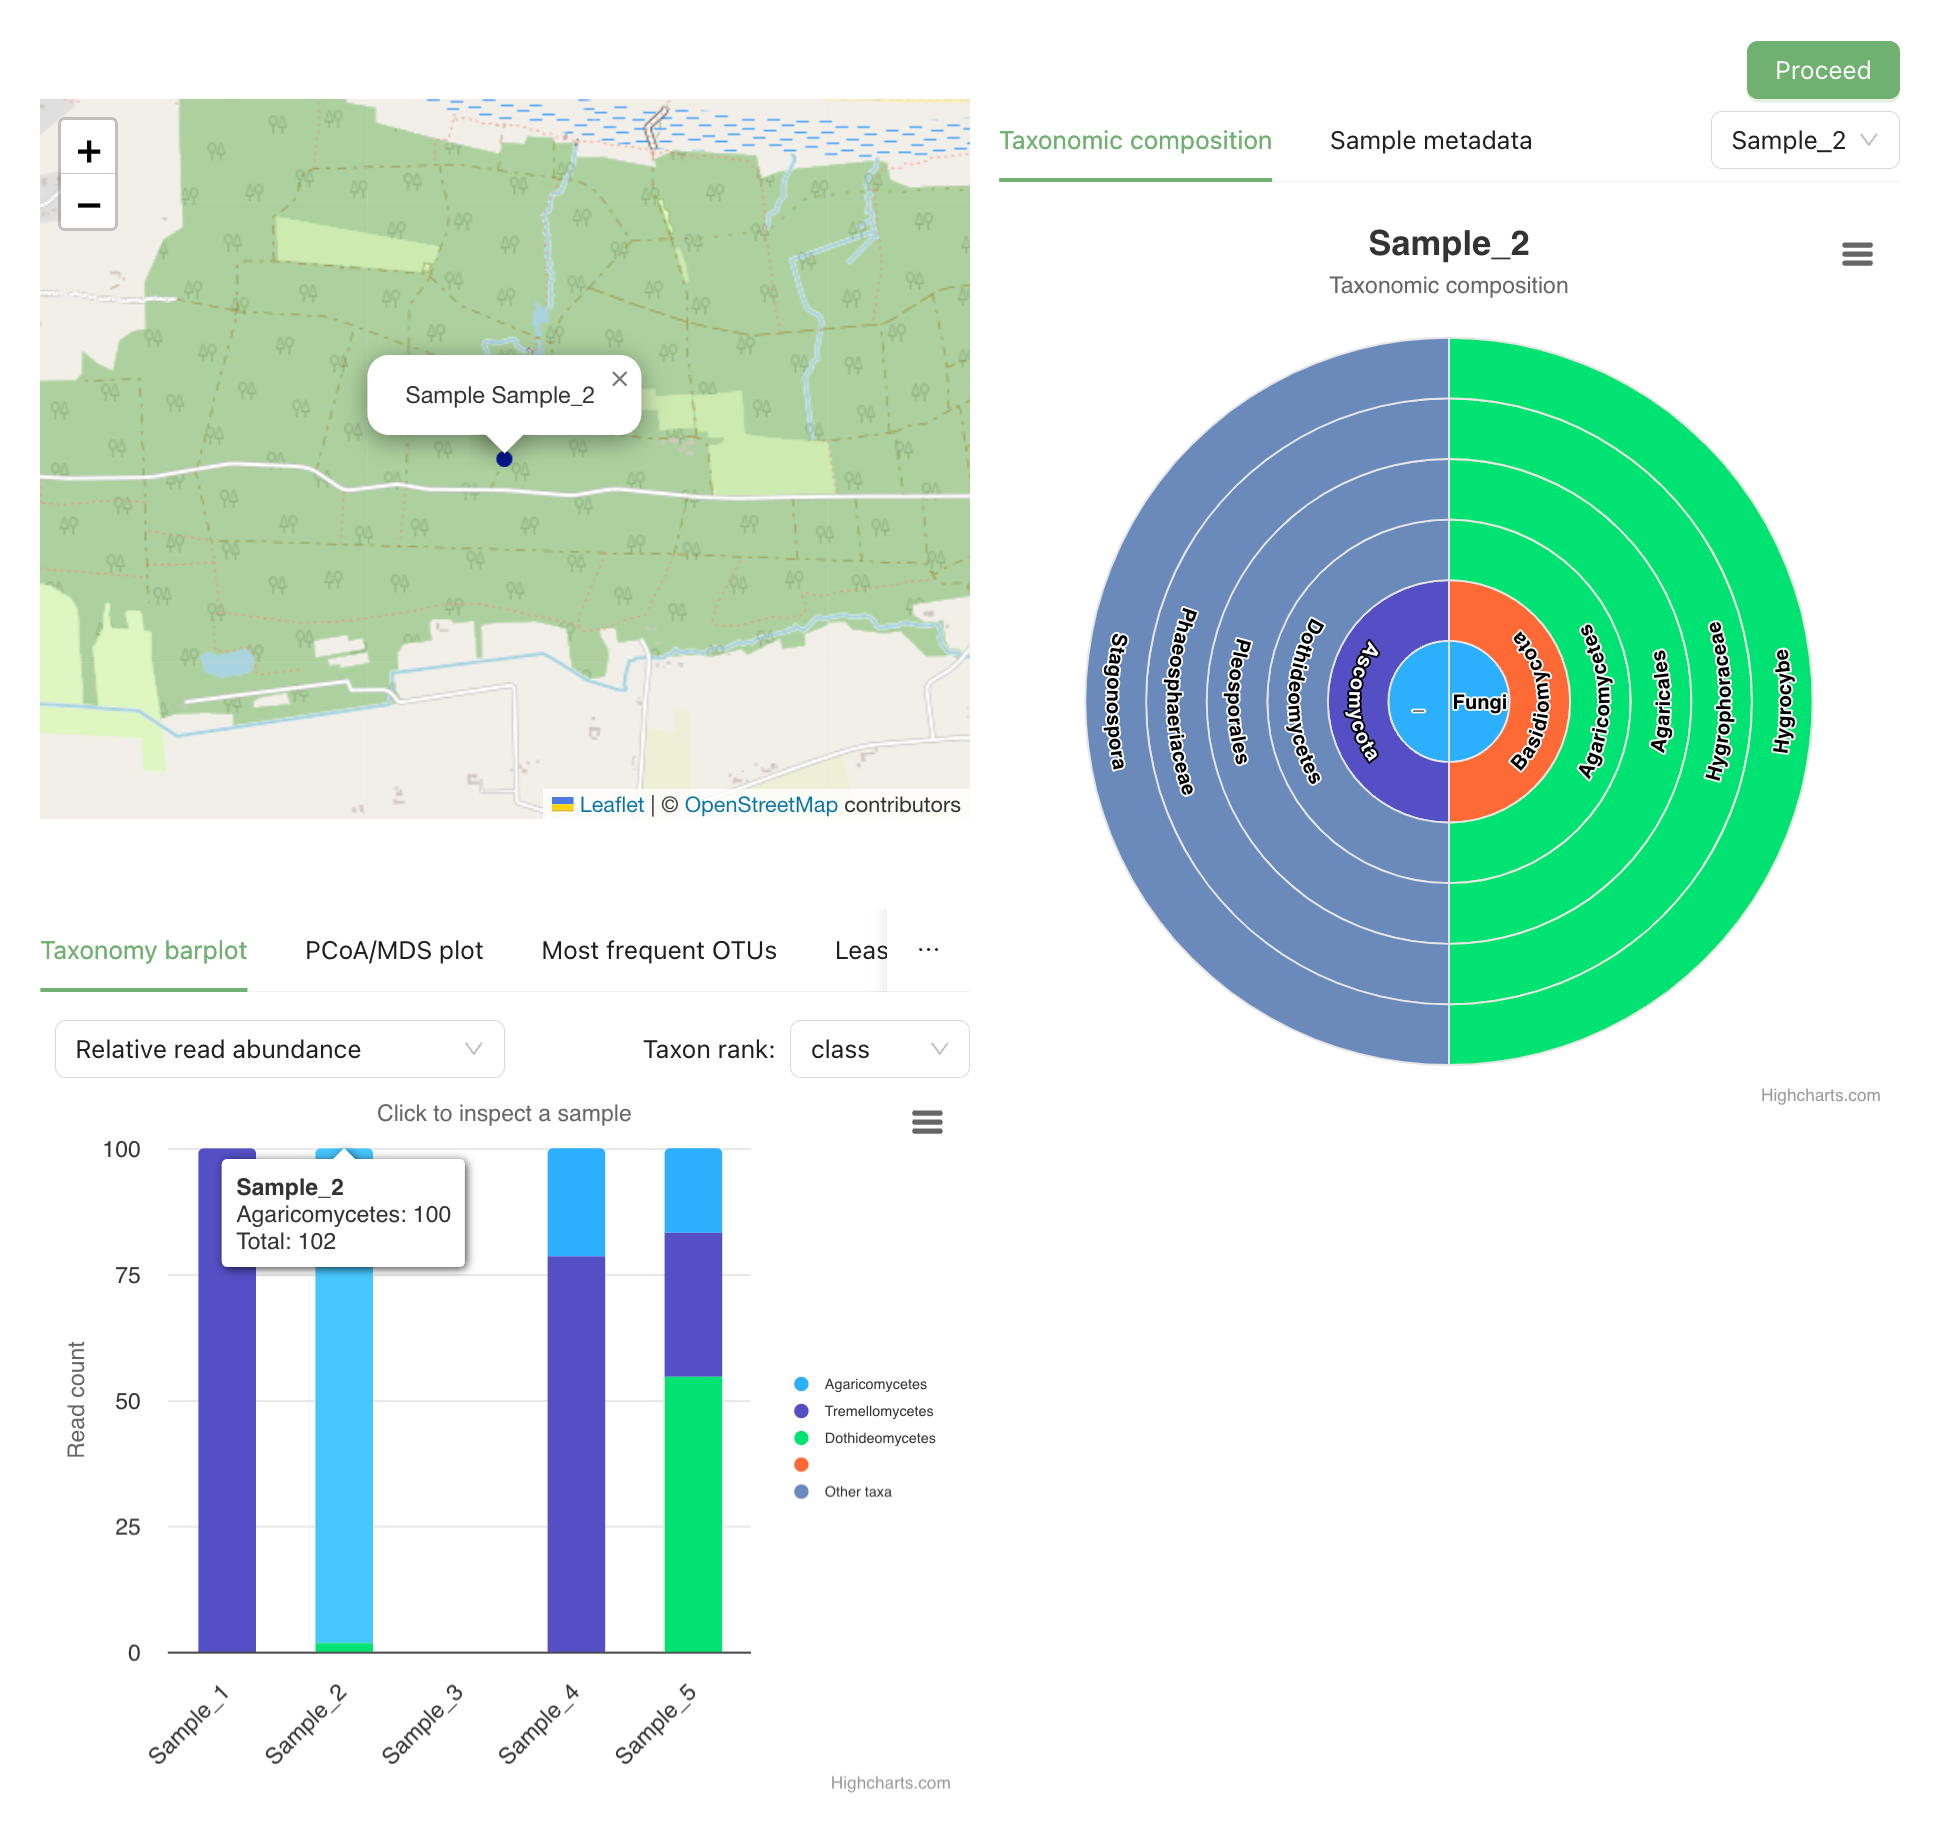 Proceed
+
−
Sample Sample_2
×
Leaflet | © OpenStreetMap contributors
Taxonomic composition
Sample metadata
Sample_2
Sample_2
Taxonomic composition
Stagonospora
Phaeosphaeriaceae
Pleosporales
Dothideomycetes
Ascomycota
_
Fungi
Basidiomycota
Agaricomycetes
Agaricales
Hygrophoraceae
Hygrocybe
Highcharts.com
Taxonomy barplot
PCoA/MDS plot
Most frequent OTUs
Leas
···
Relative read abundance
Taxon rank:
class
Click to inspect a sample
Read count
100
75
50
25
0
Sample_2
Agaricomycetes: 100
Total: 102
Agaricomycetes
Tremellomycetes
Dothideomycetes
Other taxa
Sample_1
Sample_2
Sample_3
Sample_4
Sample_5
Highcharts.com